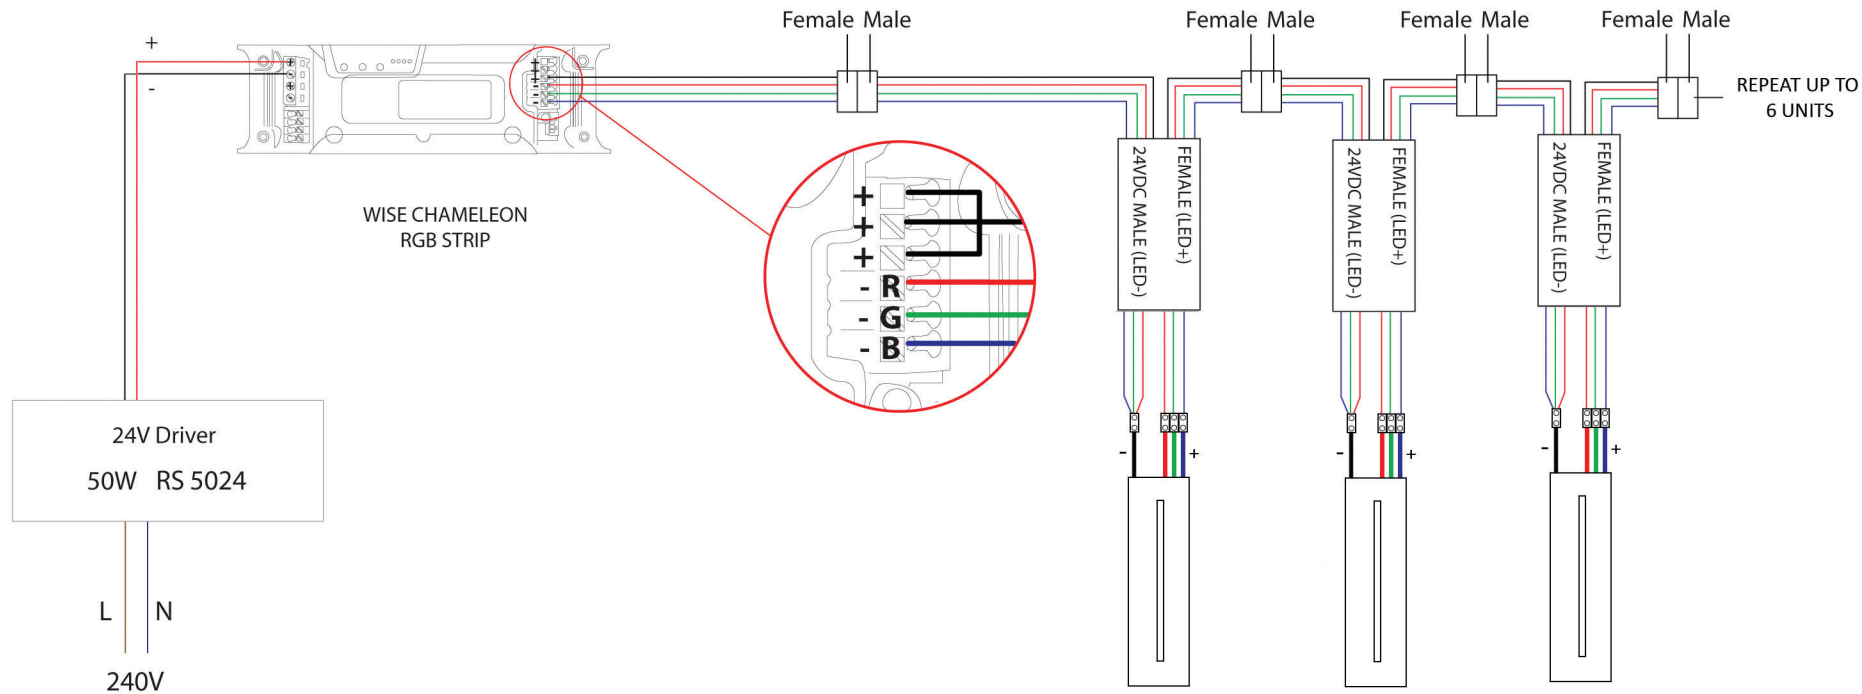 Female Male
Female Male
Female Male
Female Male
+
-
REPEAT UP TO
6 UNITS
WISE CHAMELEON
RGB STRIP
+
+
+
- R
- G
- B
24VDC MALE (LED-)
FEMALE (LED+)
24VDC MALE (LED-)
FEMALE (LED+)
24VDC MALE (LED-)
FEMALE (LED+)
- +
- +
- +
24V Driver
50W RS 5024
L N
240V